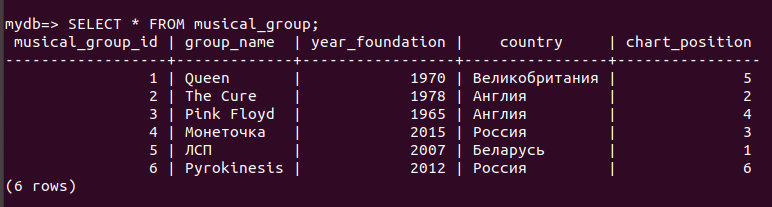 mydb=> SELECT * FROM musical_group;
musical_group_id | group_name | year_foundation | country | chart_position
-----------------+-------------+-----------------+----------------+----------------
1 | Queen | 1970 | Великобритания | 5
2 | The Cure | 1978 | Англия | 2
3 | Pink Floyd | 1965 | Англия | 4
4 | Монеточка | 2015 | Россия | 3
5 | ЛСП | 2007 | Беларусь | 1
6 | Pyrokinesis | 2012 | Россия | 6
(6 rows)